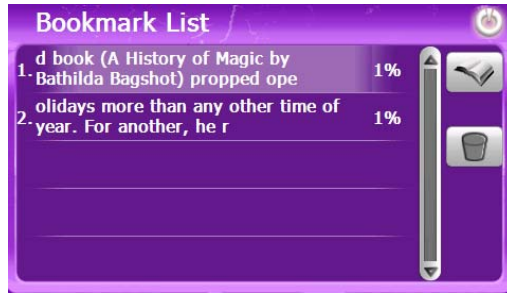 Bookmark List
1. d book (A History of Magic by
Bathilda Bagshot) propped ope
1%
2. olidays more than any other time of
year. For another, he r
1%